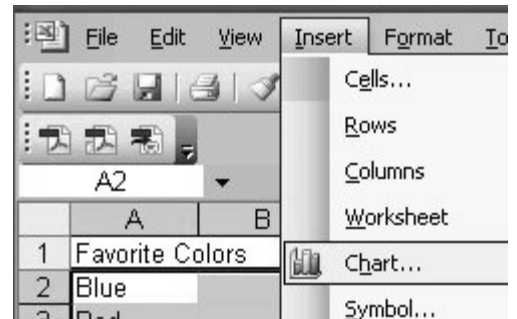 File Edit View Insert Format
Cells...
Rows
A2
Columns
A B
Worksheet
1 Favorite Colors
Chart...
2 Blue
Symbol...